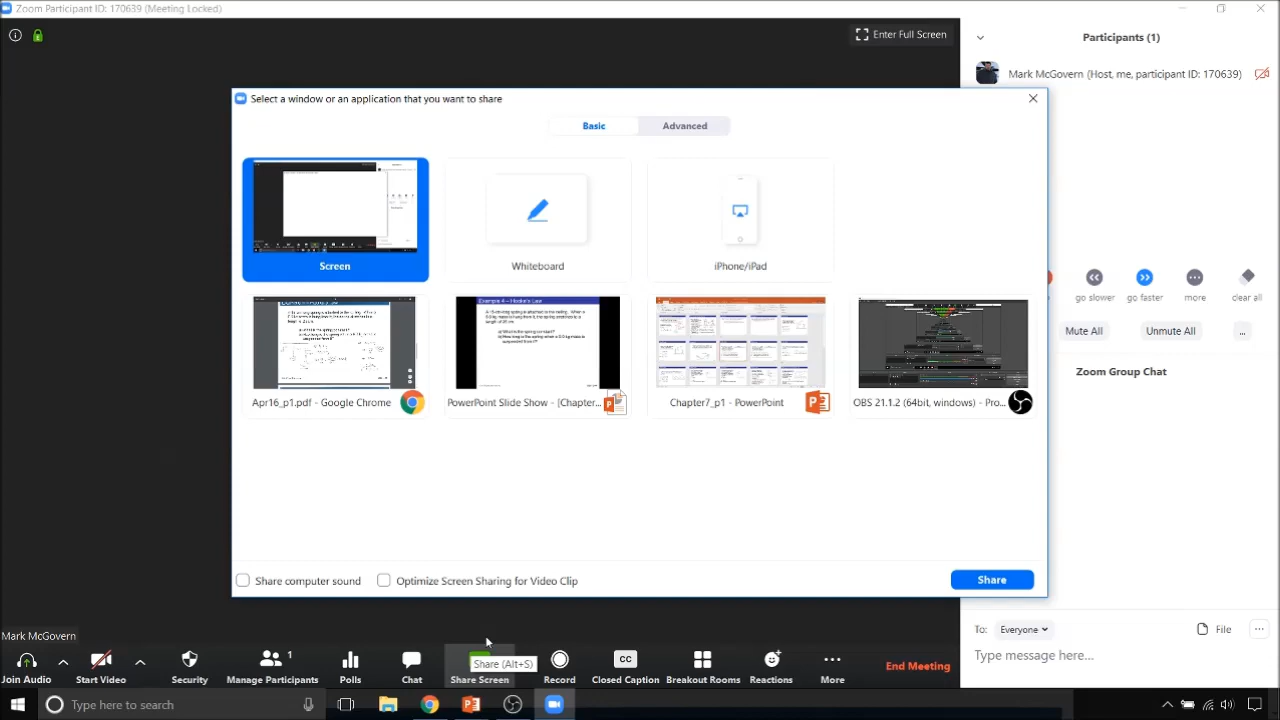 Zoom Participant ID: 170639 (Meeting Locked)
Enter Full Screen
Participants (1)
Mark McGovern (Host, me, participant ID: 170639)
Select a window or an application that you want to share
Basic
Advanced
Screen
Whiteboard
iPhone/iPad
Example 4 – Hooke's Law
Apr16_p1.pdf - Google Chrome
PowerPoint Slide Show - [Chapter...
Chapter7_p1 - PowerPoint
OBS 21.1.2 (64bit, windows) - Pro...
go slower
go faster
more
clear all
Mute All
Unmute All
...
Zoom Group Chat
Share computer sound
Optimize Screen Sharing for Video Clip
Share
To: Everyone
File
Type message here...
Mark McGovern
Share (Alt+S)
Join Audio
Start Video
Security
Manage Participants
1
Polls
Chat
Share Screen
Record
CC
Closed Caption
Breakout Rooms
Reactions
More
End Meeting
Type here to search